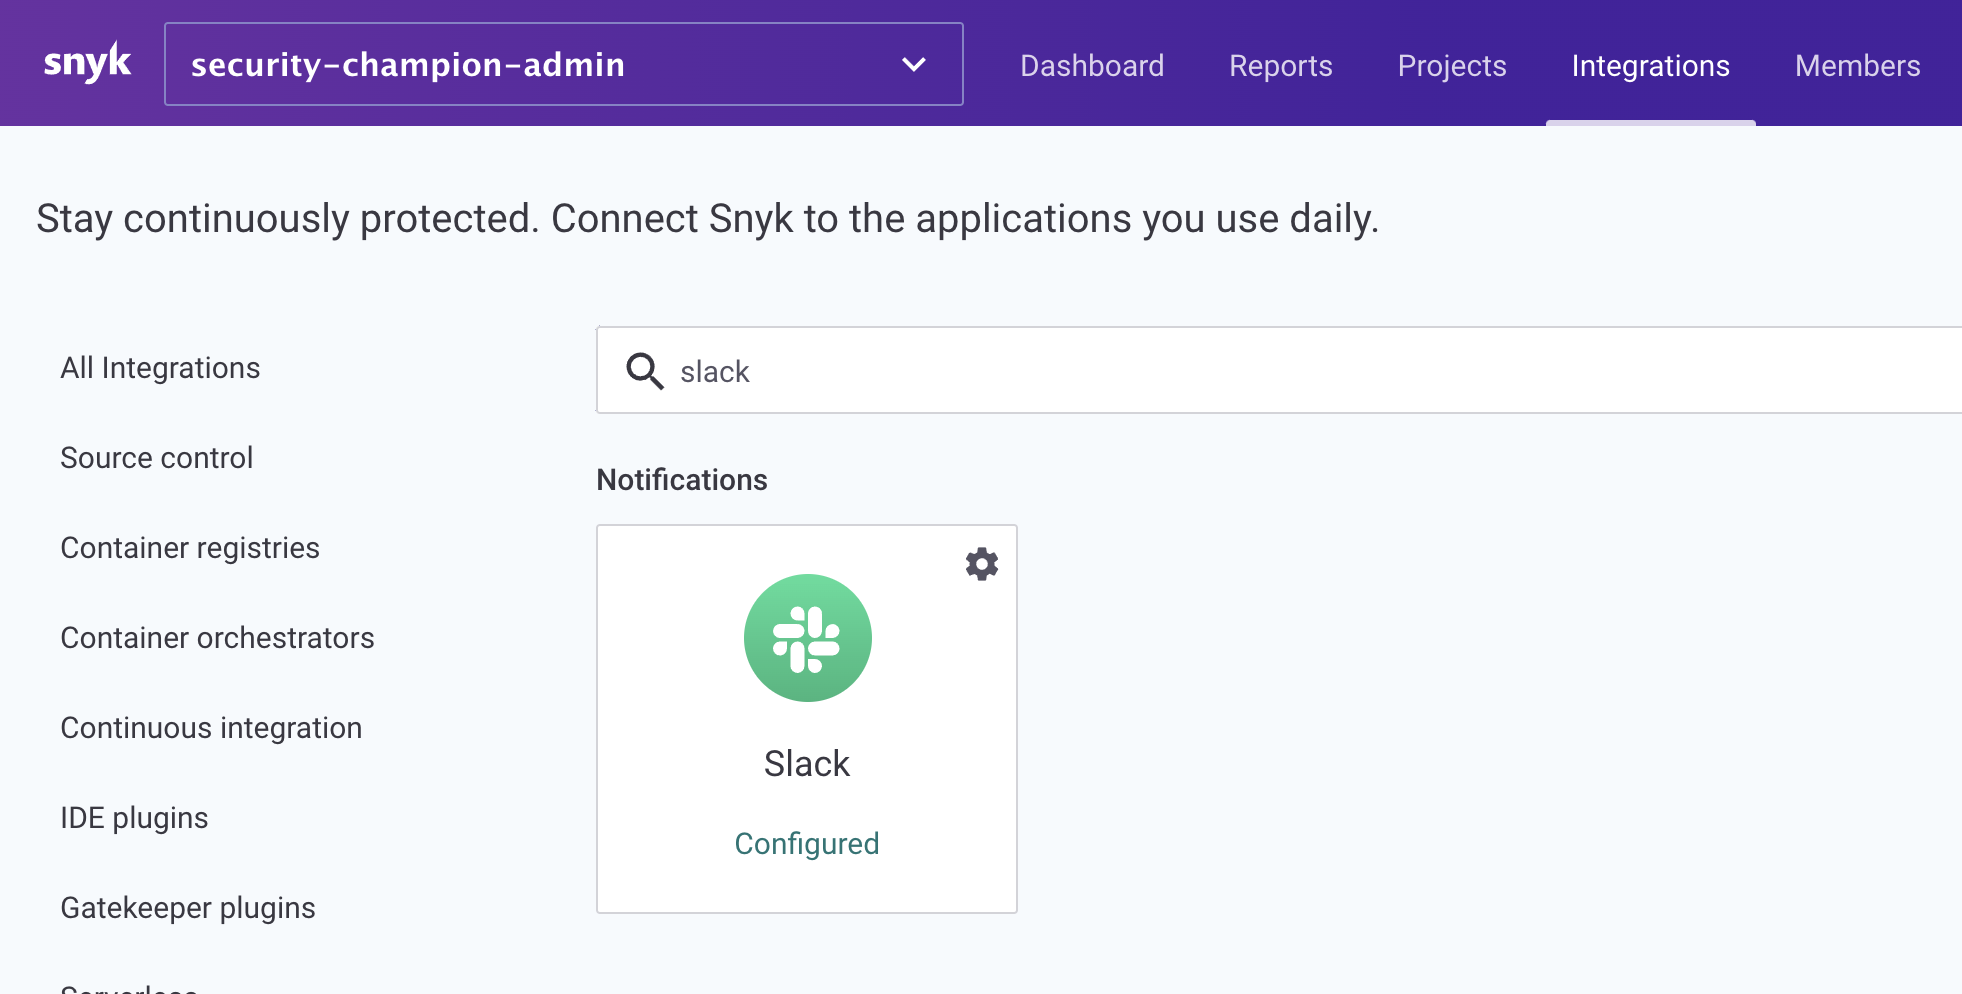 snyk security-champion-admin Dashboard Reports Projects Integrations Members
Stay continuously protected. Connect Snyk to the applications you use daily.
All Integrations
Source control
Container registries
Container orchestrators
Continuous integration
IDE plugins
Gatekeeper plugins
slack
Notifications
Slack
Configured